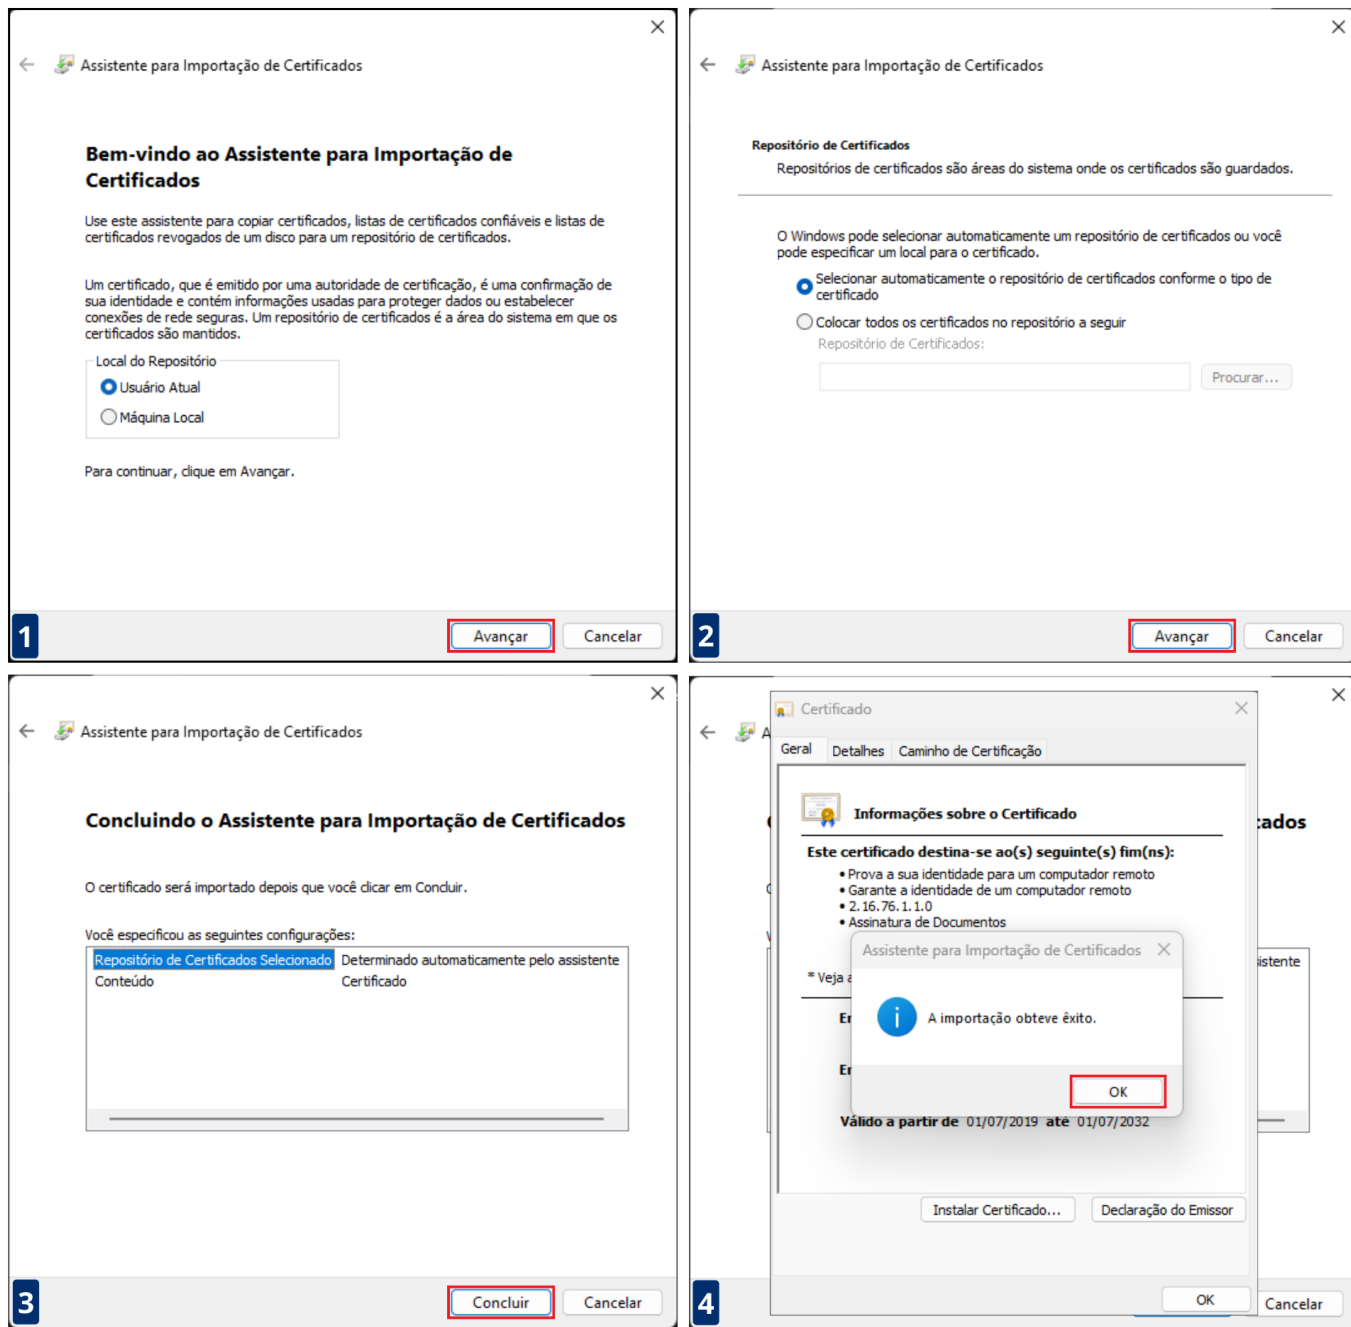 Assistente para Importação de Certificados
Bem-vindo ao Assistente para Importação de
Certificados
Use este assistente para copiar certificados, listas de certificados confiáveis e listas de
certificados revogados de um disco para um repositório de certificados.
Um certificado, que é emitido por uma autoridade de certificação, é uma confirmação de
sua identidade e contém informações usadas para proteger dados ou estabelecer
conexões de rede seguras. Um repositório de certificados é a área do sistema em que os
certificados são mantidos.
Local do Repositório
Usuário Atual
Máquina Local
Para continuar, clique em Avançar.
1
Avançar
Cancelar
Assistente para Importação de Certificados
Repositório de Certificados
Repositórios de certificados são áreas do sistema onde os certificados são guardados.
O Windows pode selecionar automaticamente um repositório de certificados ou você
pode especificar um local para o certificado.
Selecionar automaticamente o repositório de certificados conforme o tipo de
certificado
Colocar todos os certificados no repositório a seguir
Repositório de Certificados:
Procurar...
2
Avançar
Cancelar
Assistente para Importação de Certificados
Concluindo o Assistente para Importação de Certificados
O certificado será importado depois que você clicar em Concluir.
Você especificou as seguintes configurações:
Repositório de Certificados Selecionado Determinado automaticamente pelo assistente
Conteúdo Certificado
3
Concluir
Cancelar
Certificado
Geral Detalhes Caminho de Certificação
Informações sobre o Certificado
Este certificado destina-se ao(s) seguinte(s) fim(ns):
• Prova a sua identidade para um computador remoto
• Garante a identidade de um computador remoto
• 2.16.76.1.1.0
• Assinatura de Documentos
* Veja
Assistente para Importação de Certificados
A importação obteve êxito.
OK
Válido a partir de 01/07/2019 até 01/07/2032
Instalar Certificado...
Declaração do Emissor
OK
4
Cancelar